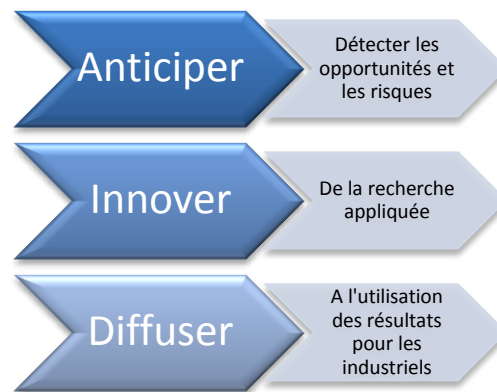 Anticiper
Détecter les
opportunités et
les risques
Innover
De la recherche
appliquée
Diffuser
A l'utilisation
des résultats
pour les
industriels